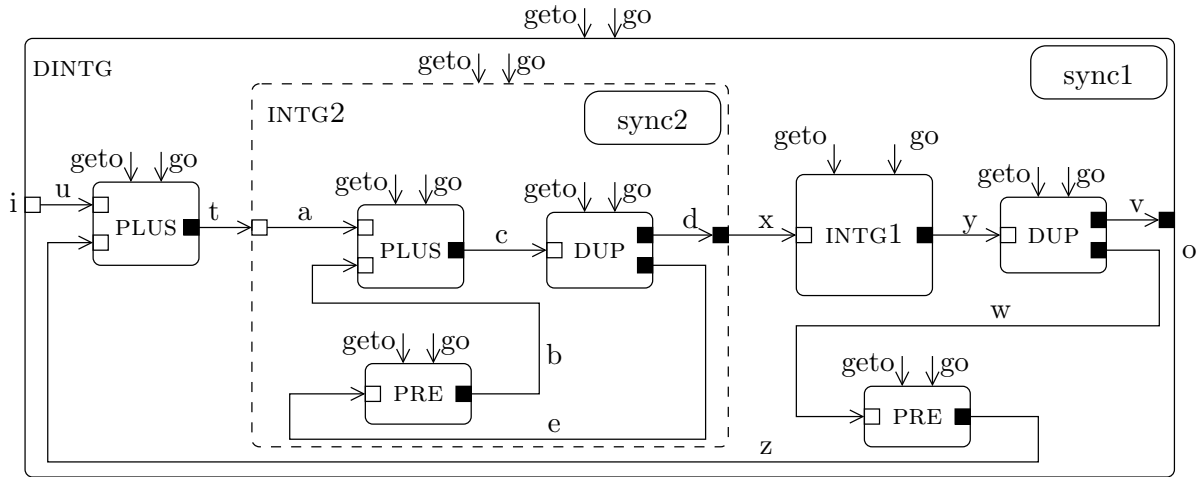 geto go
DINTG
sync1
geto go
INTG2
sync2
geto go
geto go
geto go
geto go
geto go
i
u
PLUS
t
a
PLUS
c
DUP
d
x
INTG1
y
DUP
v
o
w
geto go
PRE
b
e
geto go
PRE
z